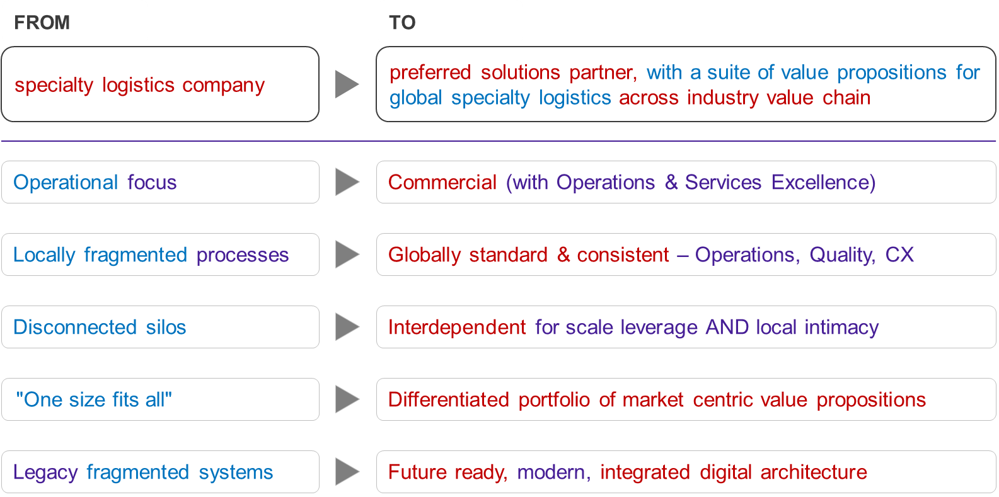 FROM
TO
specialty logistics company
preferred solutions partner, with a suite of value propositions for
global specialty logistics across industry value chain
Operational focus
Commercial (with Operations & Services Excellence)
Locally fragmented processes
Globally standard & consistent – Operations, Quality, CX
Disconnected silos
Interdependent for scale leverage AND local intimacy
"One size fits all"
Differentiated portfolio of market centric value propositions
Legacy fragmented systems
Future ready, modern, integrated digital architecture